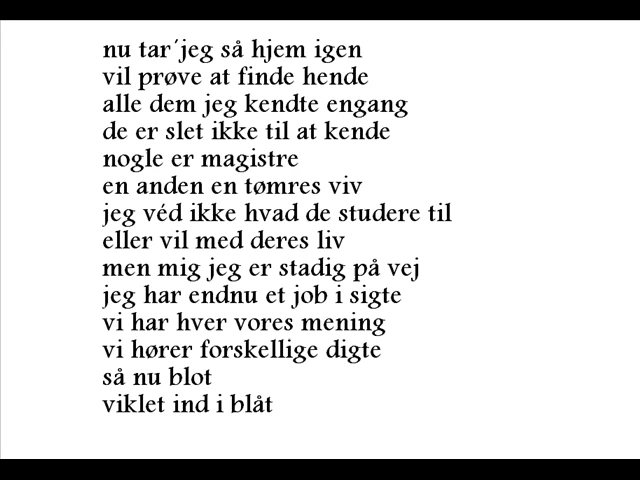 nu tar´jeg så hjem igen
vil prøve at finde hende
alle dem jeg kendte engang
de er slet ikke til at kende
nogle er magistre
en anden en tømres viv
jeg véd ikke hvad de studere til
eller vil med deres liv
men mig jeg er stadig på vej
jeg har endnu et job i sigte
vi har hver vores mening
vi hører forskellige digte
så nu blot
viklet ind i blåt